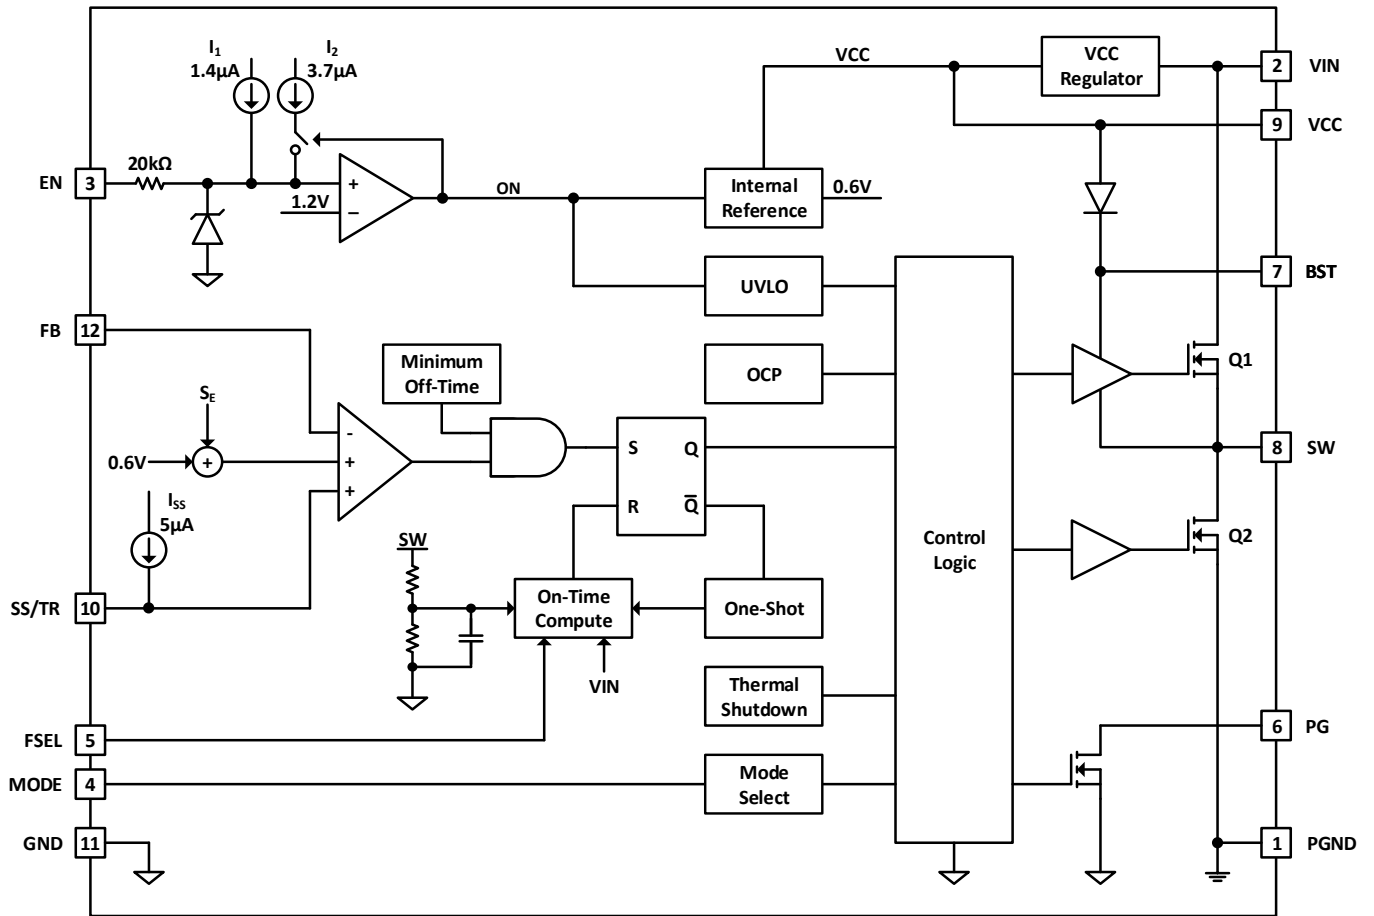 I1
1.4µA
I2
3.7µA
VCC
VCC
Regulator
2
VIN
9
VCC
EN
3
20kΩ
+
1.2V
−
ON
Internal
Reference
0.6V
UVLO
7
BST
FB
12
Minimum
Off-Time
OCP
Q1
SE
0.6V
+
-
+
+
S
Q
R
Q̅
8
SW
ISS
5µA
SW
Control
Logic
Q2
SS/TR
10
On-Time
Compute
One-Shot
VIN
Thermal
Shutdown
6
PG
FSEL
5
MODE
4
Mode
Select
GND
11
1
PGND